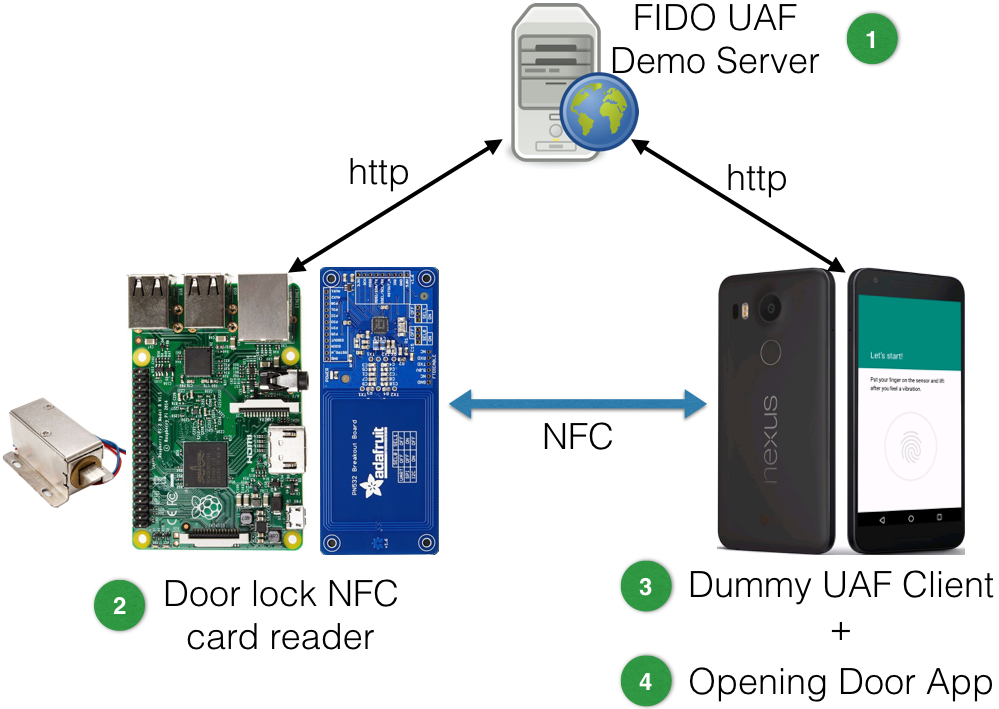 FIDO UAF
Demo Server
1
http
http
Let's start!
Put your finger on the sensor and lift
after you feel a vibration.
nexus
HDMI
PN532 Breakout Board
adafruit
NFC
2
Door lock NFC
card reader
3
Dummy UAF Client
+
4
Opening Door App